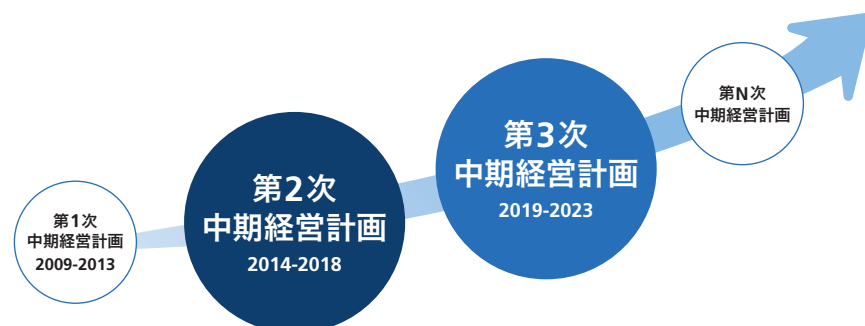 第1次
中期経営計画
2009-2013
第2次
中期経営計画
2014-2018
第3次
中期経営計画
2019-2023
第N次
中期経営計画